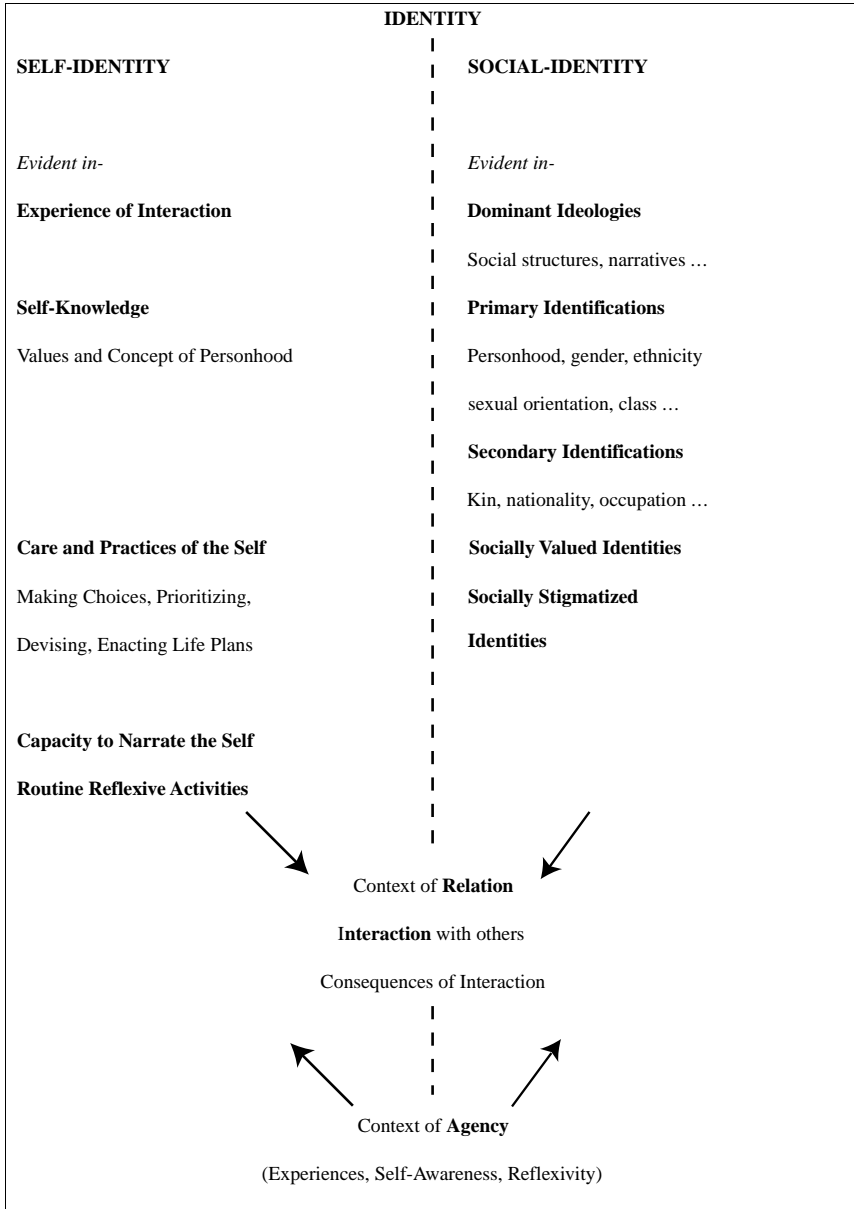 IDENTITY
SELF-IDENTITY
Evident in-
Experience of Interaction
Self-Knowledge
Values and Concept of Personhood
Care and Practices of the Self
Making Choices, Prioritizing,
Devising, Enacting Life Plans
Capacity to Narrate the Self
Routine Reflexive Activities
SOCIAL-IDENTITY
Evident in-
Dominant Ideologies
Social structures, narratives …
Primary Identifications
Personhood, gender, ethnicity
sexual orientation, class …
Secondary Identifications
Kin, nationality, occupation …
Socially Valued Identities
Socially Stigmatized
Identities
Context of Relation
Interaction with others
Consequences of Interaction
Context of Agency
(Experiences, Self-Awareness, Reflexivity)